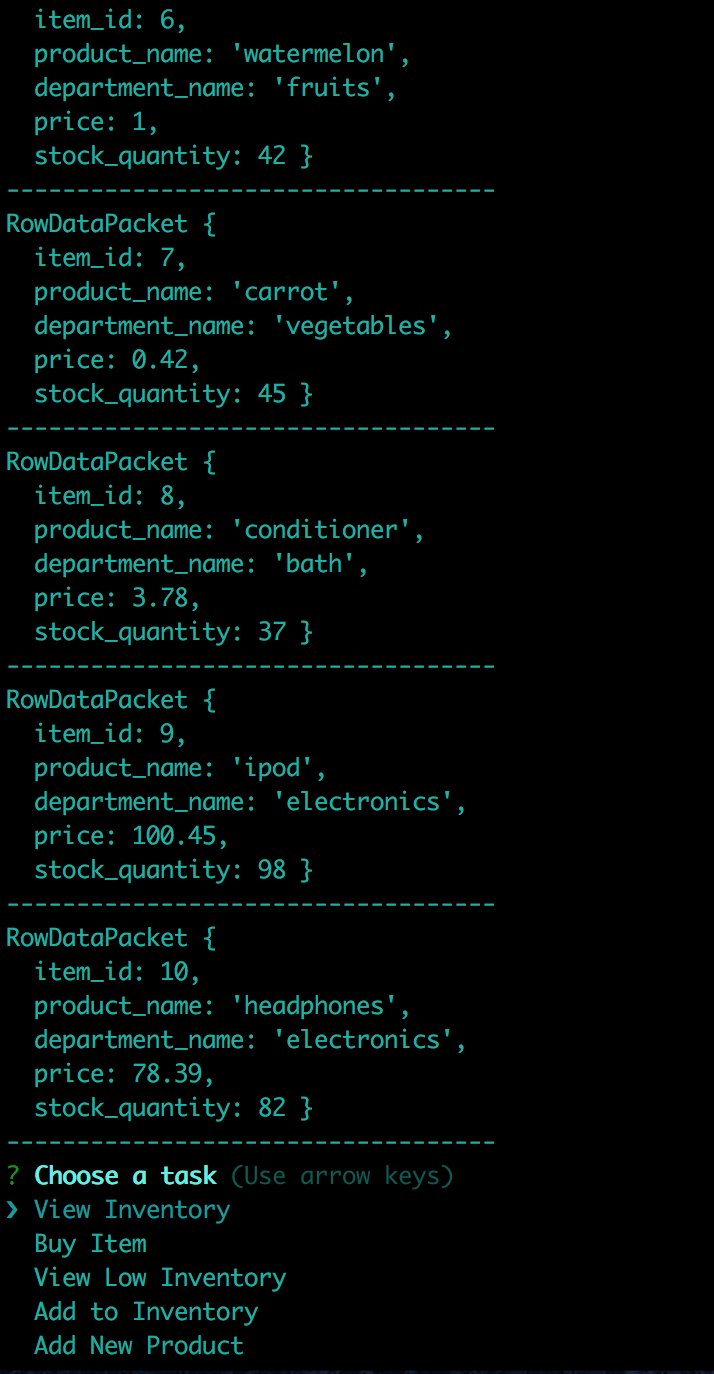 item_id: 6,
product_name: 'watermelon',
department_name: 'fruits',
price: 1,
stock_quantity: 42 }
-----------------------------------
RowDataPacket {
item_id: 7,
product_name: 'carrot',
department_name: 'vegetables',
price: 0.42,
stock_quantity: 45 }
-----------------------------------
RowDataPacket {
item_id: 8,
product_name: 'conditioner',
department_name: 'bath',
price: 3.78,
stock_quantity: 37 }
-----------------------------------
RowDataPacket {
item_id: 9,
product_name: 'ipod',
department_name: 'electronics',
price: 100.45,
stock_quantity: 98 }
-----------------------------------
RowDataPacket {
item_id: 10,
product_name: 'headphones',
department_name: 'electronics',
price: 78.39,
stock_quantity: 82 }
-----------------------------------
? Choose a task (Use arrow keys)
❯ View Inventory
Buy Item
View Low Inventory
Add to Inventory
Add New Product